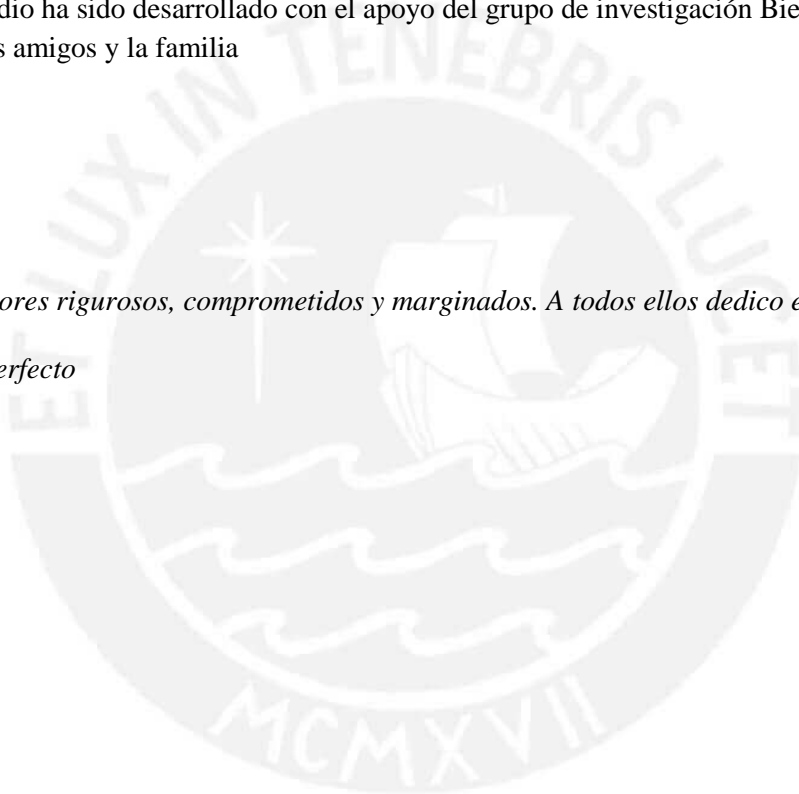 dio ha sido desarrollado con el apoyo del grupo de investigación Bie
s amigos y la familia
ores rigurosos, comprometidos y marginados. A todos ellos dedico e
erfecto
ET LUX IN TENEBRIS LUCET
MCMXVII